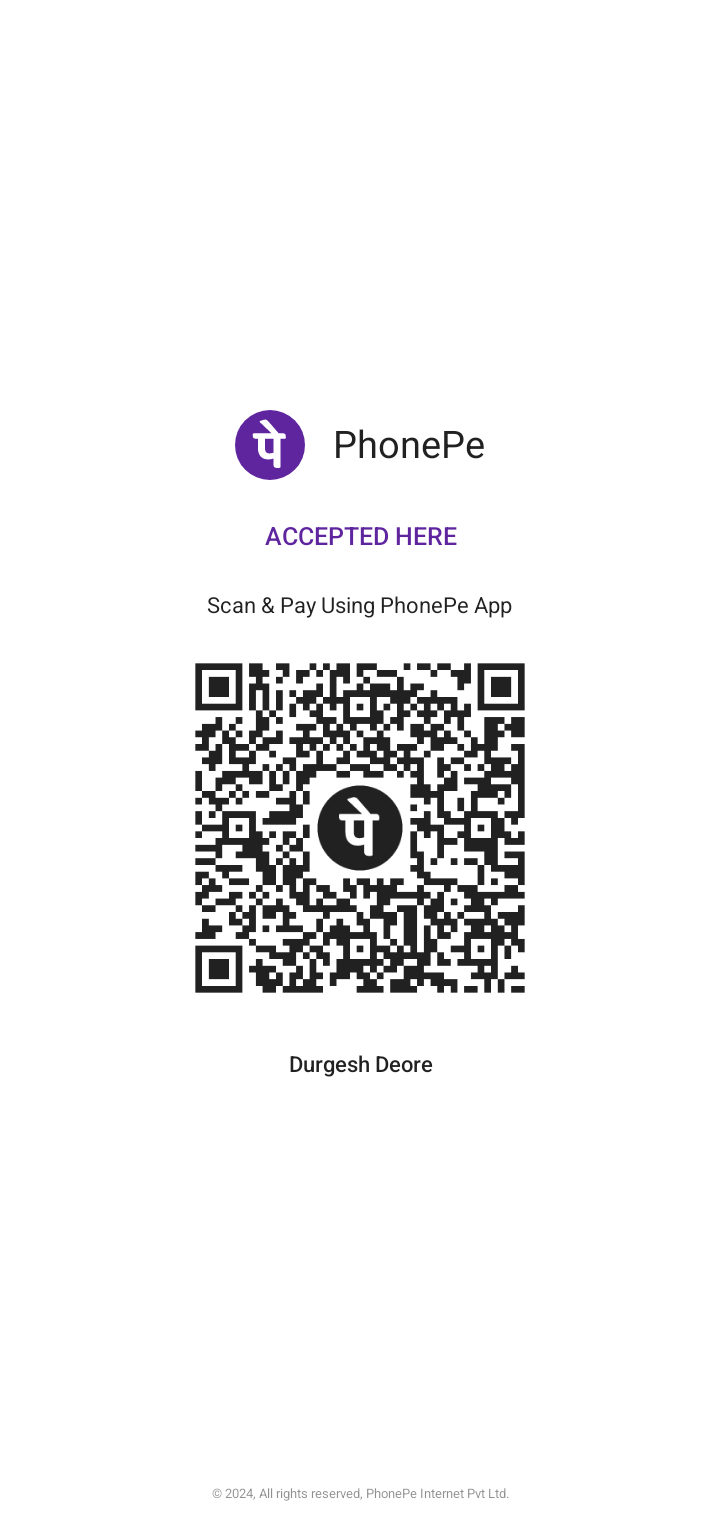 पे PhonePe
ACCEPTED HERE
Scan & Pay Using PhonePe App
पे
Durgesh Deore
© 2024, All rights reserved, PhonePe Internet Pvt Ltd.